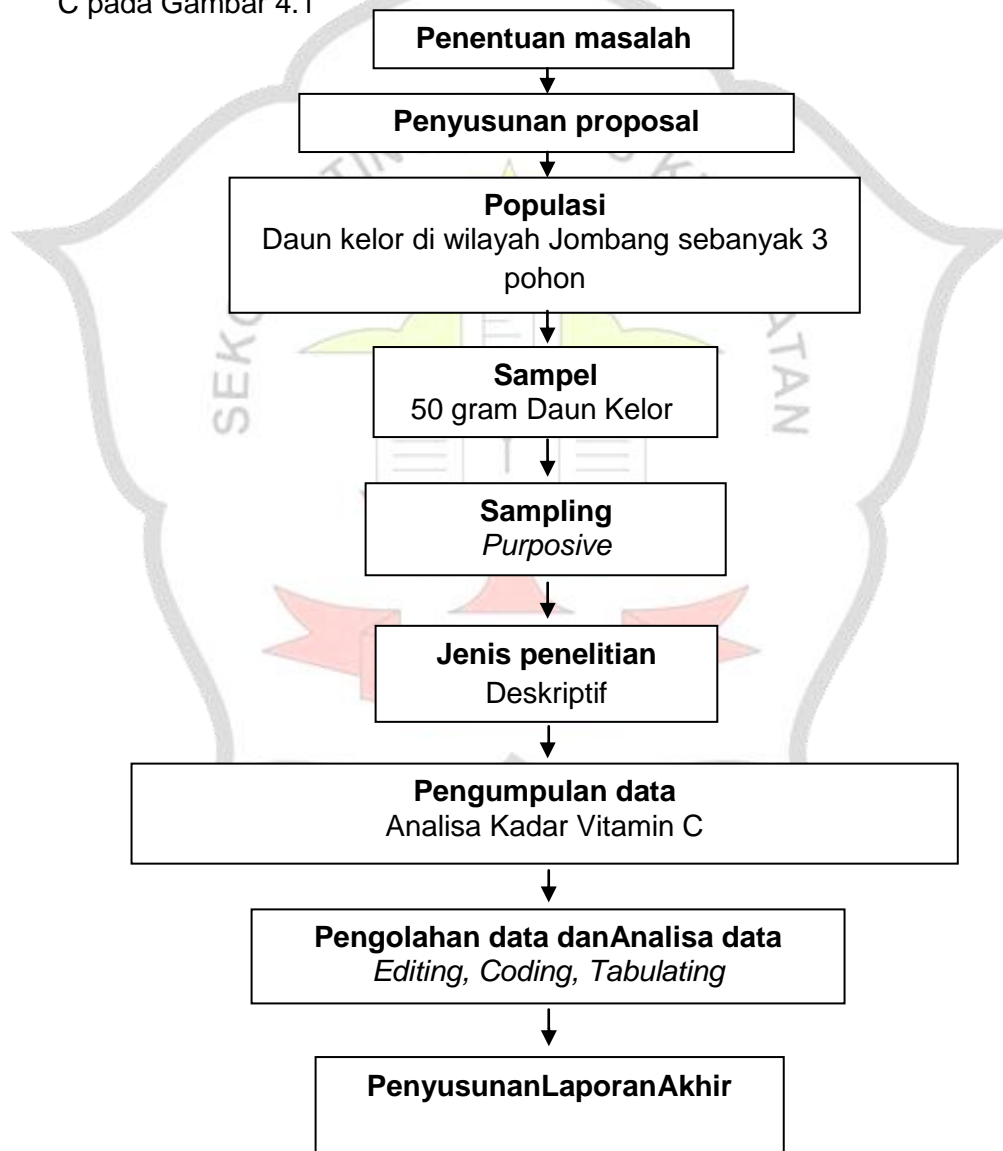 C pada Gambar 4.1
Penentuan masalah
Penyusunan proposal
Populasi
Daun kelor di wilayah Jombang sebanyak 3
pohon
Sampel
50 gram Daun Kelor
Sampling
Purposive
Jenis penelitian
Deskriptif
Pengumpulan data
Analisa Kadar Vitamin C
Pengolahan data danAnalisa data
Editing, Coding, Tabulating
PenyusunanLaporanAkhir